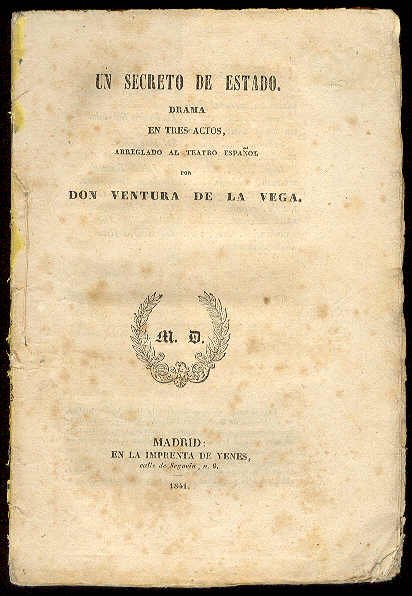 UN SECRETO DE ESTADO.
DRAMA
EN TRES ACTOS,
ARREGLADO AL TEATRO ESPAÑOL
POR
DON VENTURA DE LA VEGA.
M. D.
MADRID:
EN LA IMPRENTA DE YENES,
calle de Segovia, n. 6.
1841.